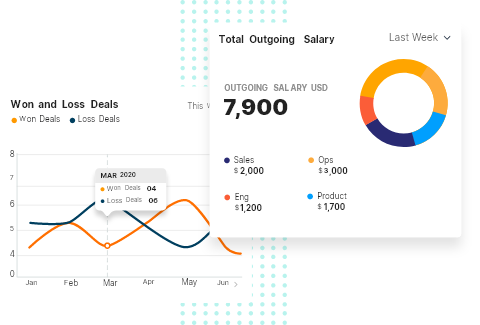 Total Outgoing Salary
Last Week
OUTGOING SALARY USD
7,900
Sales
$ 2,000
Ops
$ 3,000
Eng
$ 1,200
Product
$ 1,700
Won and Loss Deals
Won Deals
Loss Deals
This
8
7
6
5
4
0
MAR 2020
Won Deals 04
Loss Deals 06
Jan
Feb
Mar
Apr
May
Jun